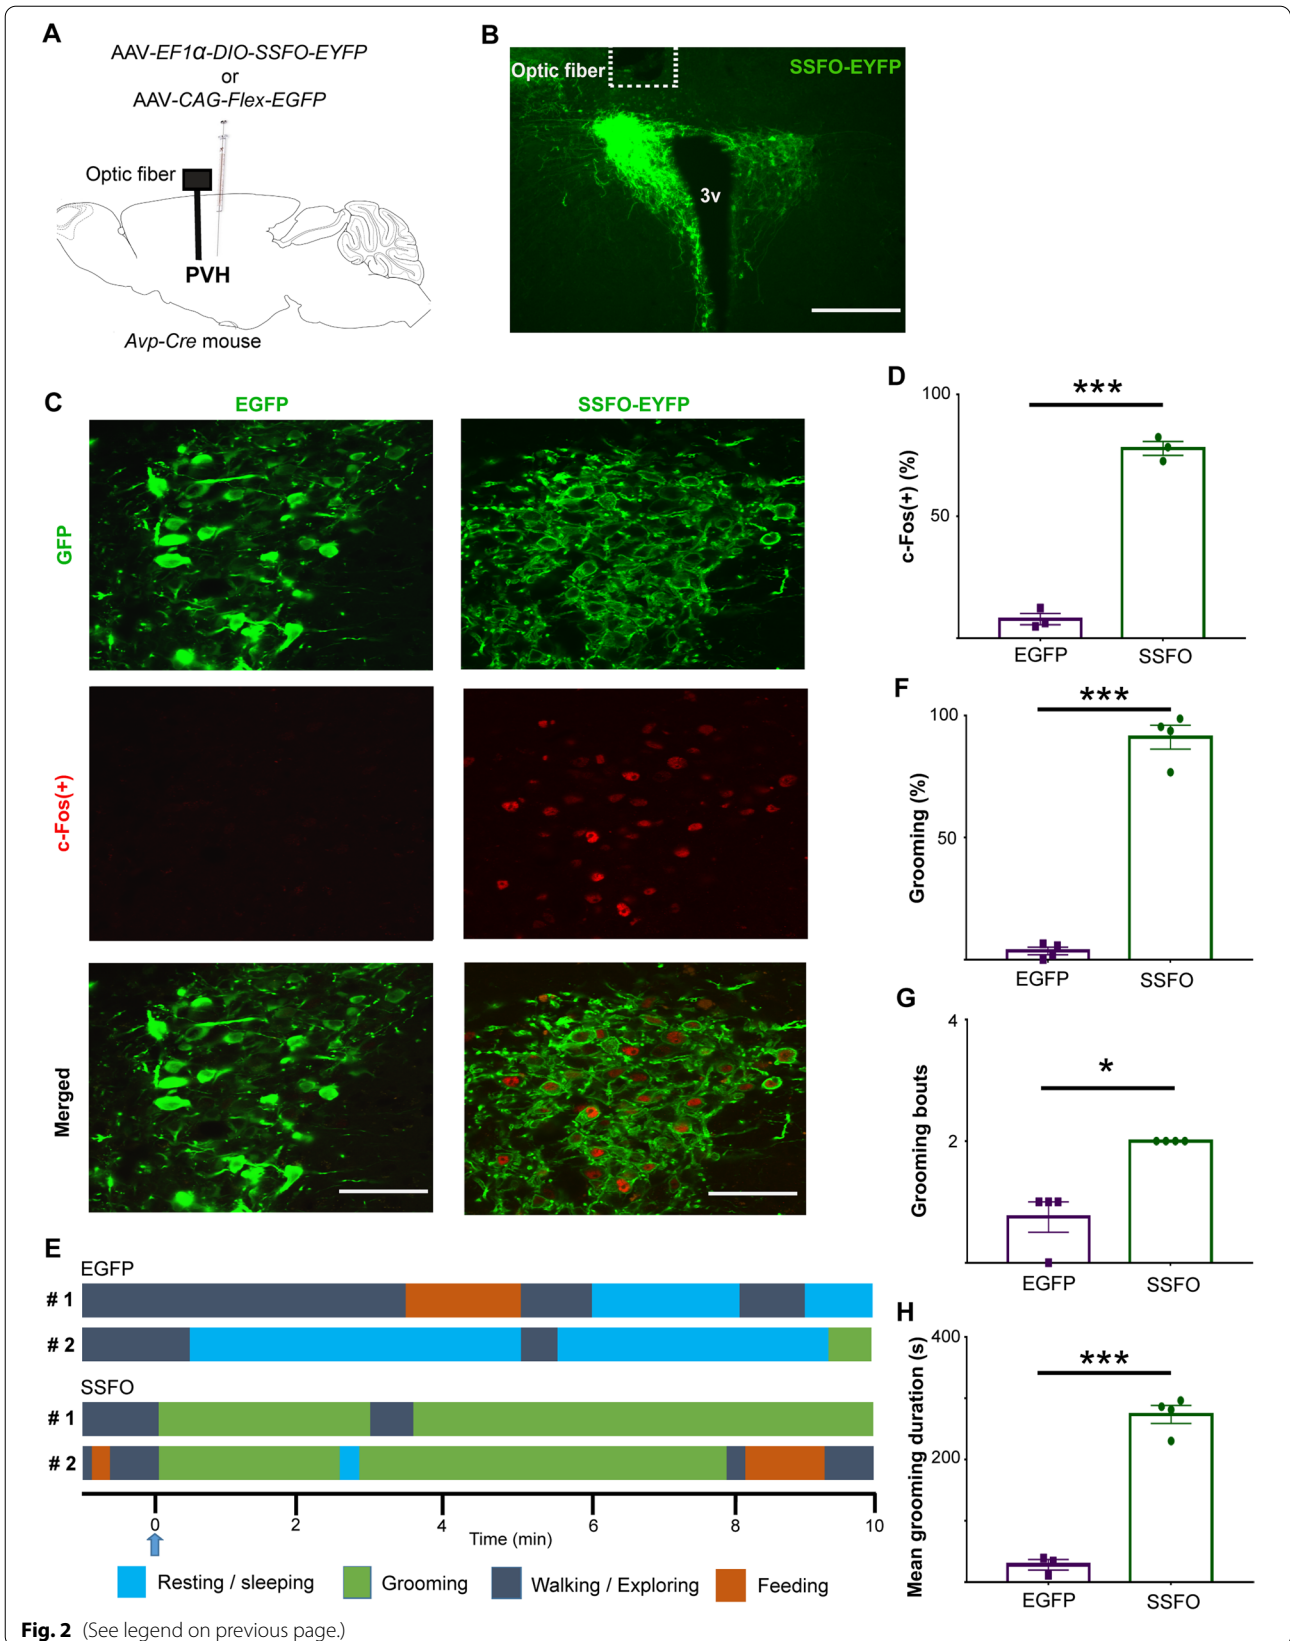 A
AAV-EF1α-DIO-SSFO-EYFP
or
AAV-CAG-Flex-EGFP
Optic fiber
PVH
Avp-Cre mouse
B
Optic fiber
SSFO-EYFP
3v
C
EGFP
SSFO-EYFP
GFP
c-Fos(+)
Merged
D
100
50
c-Fos(+) (%)
***
EGFP
SSFO
E
EGFP
# 1
# 2
SSFO
# 1
# 2
0
2
4
6
8
10
Time (min)
Resting / sleeping
Grooming
Walking / Exploring
Feeding
F
100
50
Grooming (%)
***
EGFP
SSFO
G
4
2
Grooming bouts
*
EGFP
SSFO
H
400
200
Mean grooming duration (s)
***
EGFP
SSFO
Fig. 2 (See legend on previous page.)